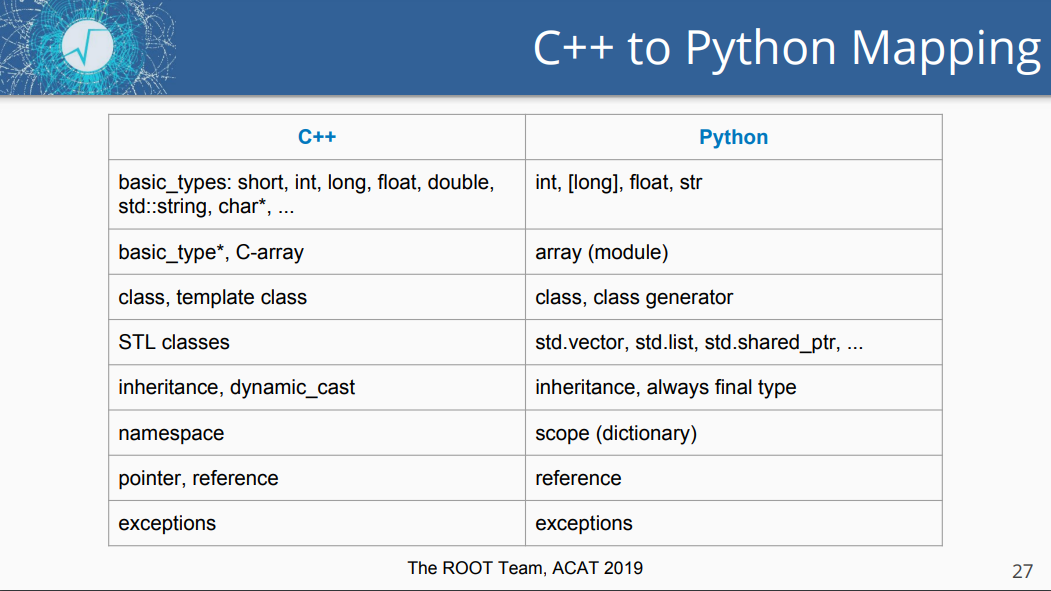 C++ to Python Mapping
C++
Python
basic_types: short, int, long, float, double,
std::string, char*, ...
int, [long], float, str
basic_type*, C-array
array (module)
class, template class
class, class generator
STL classes
std.vector, std.list, std.shared_ptr, ...
inheritance, dynamic_cast
inheritance, always final type
namespace
scope (dictionary)
pointer, reference
reference
exceptions
exceptions
The ROOT Team, ACAT 2019
27